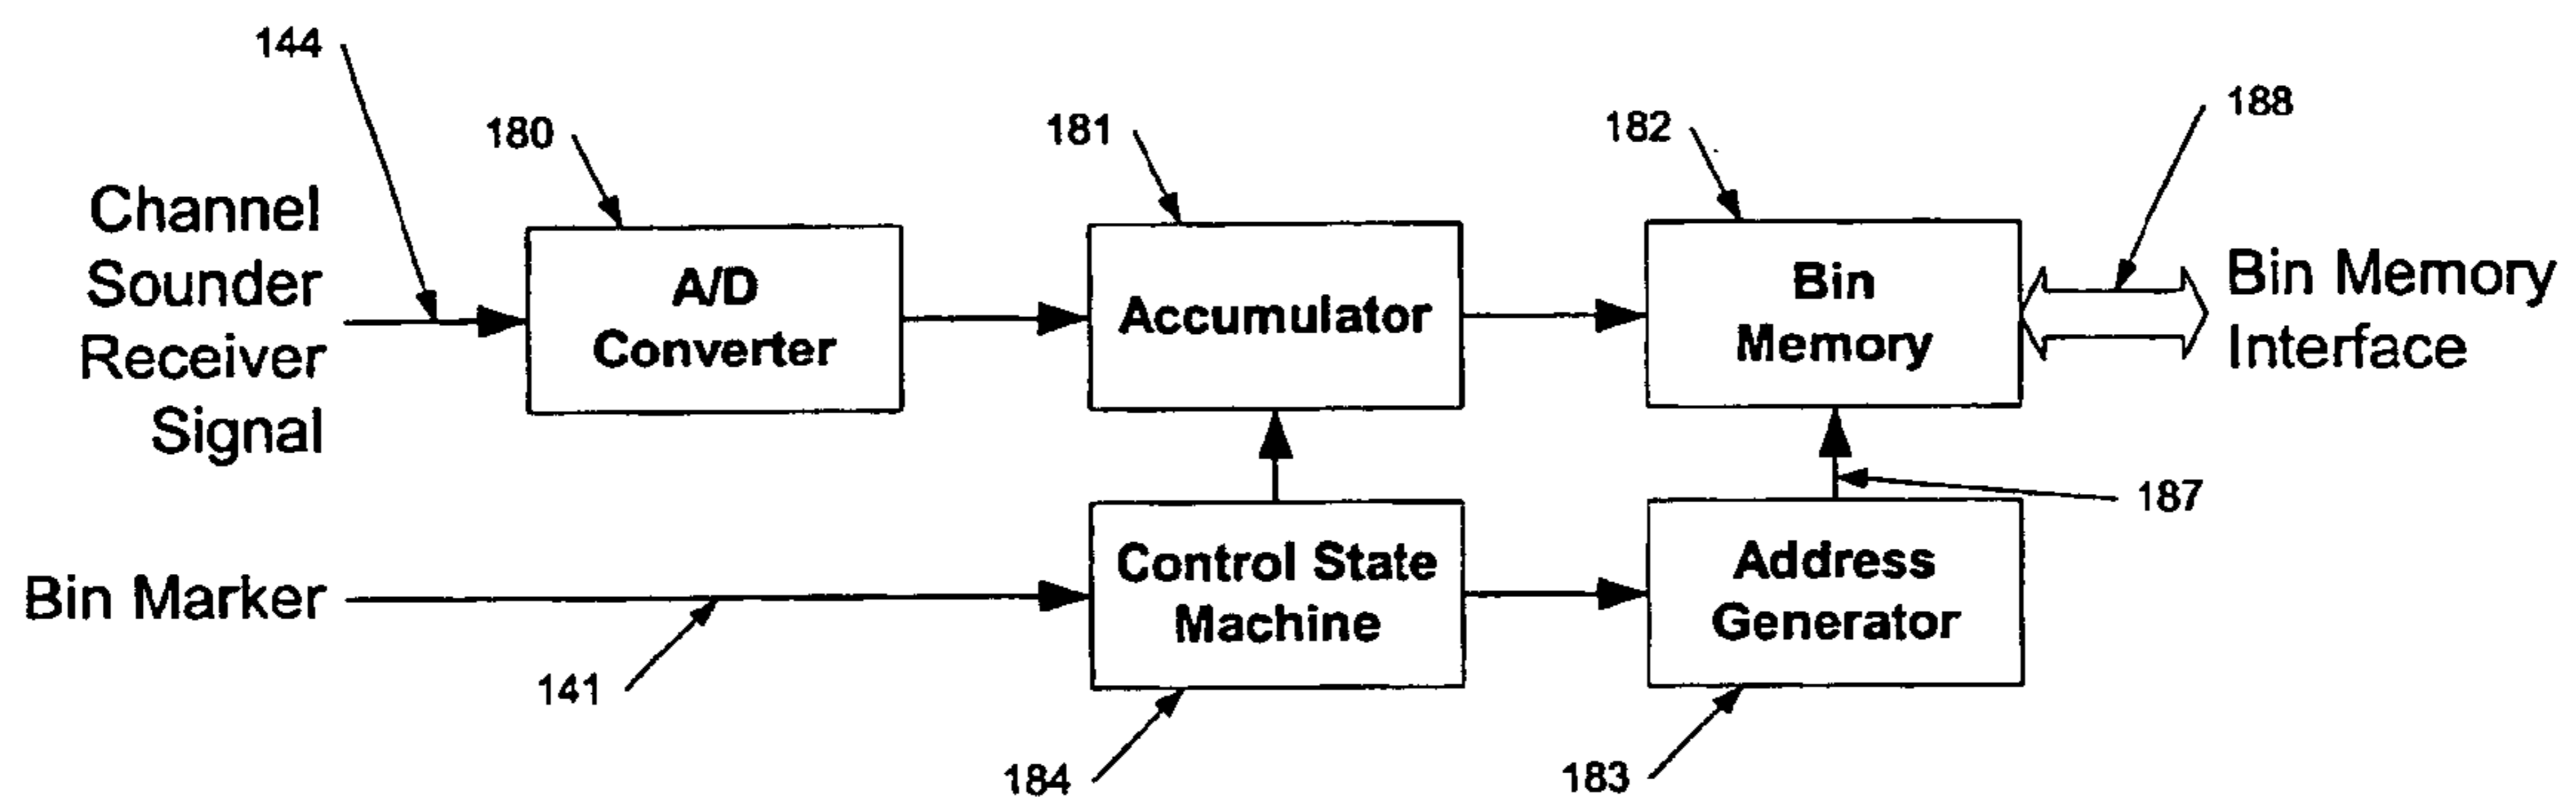 144
180
181
182
188
Channel
Sounder
Receiver
Signal
A/D
Converter
Accumulator
Bin
Memory
Bin Memory
Interface
187
Bin Marker
141
Control State
Machine
Address
Generator
184
183